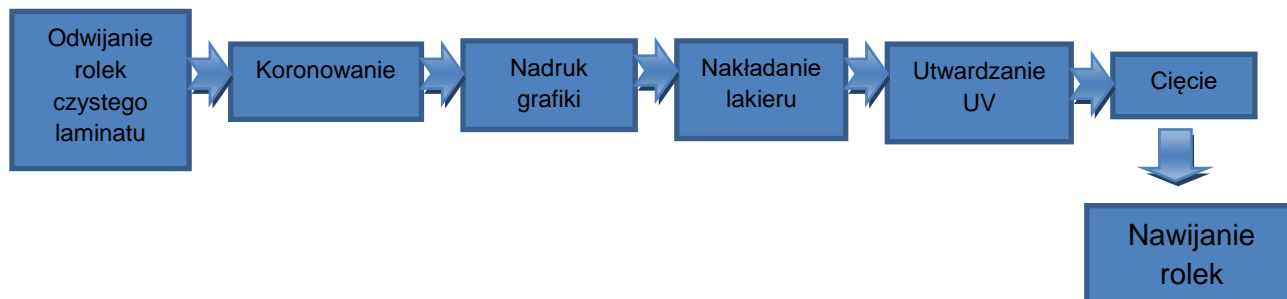 Odwijanie
rolek
czystego
laminatu
Koronowanie
Nadruk
grafiki
Nakładanie
lakieru
Utwardzanie
UV
Cięcie
Nawijanie
rolek